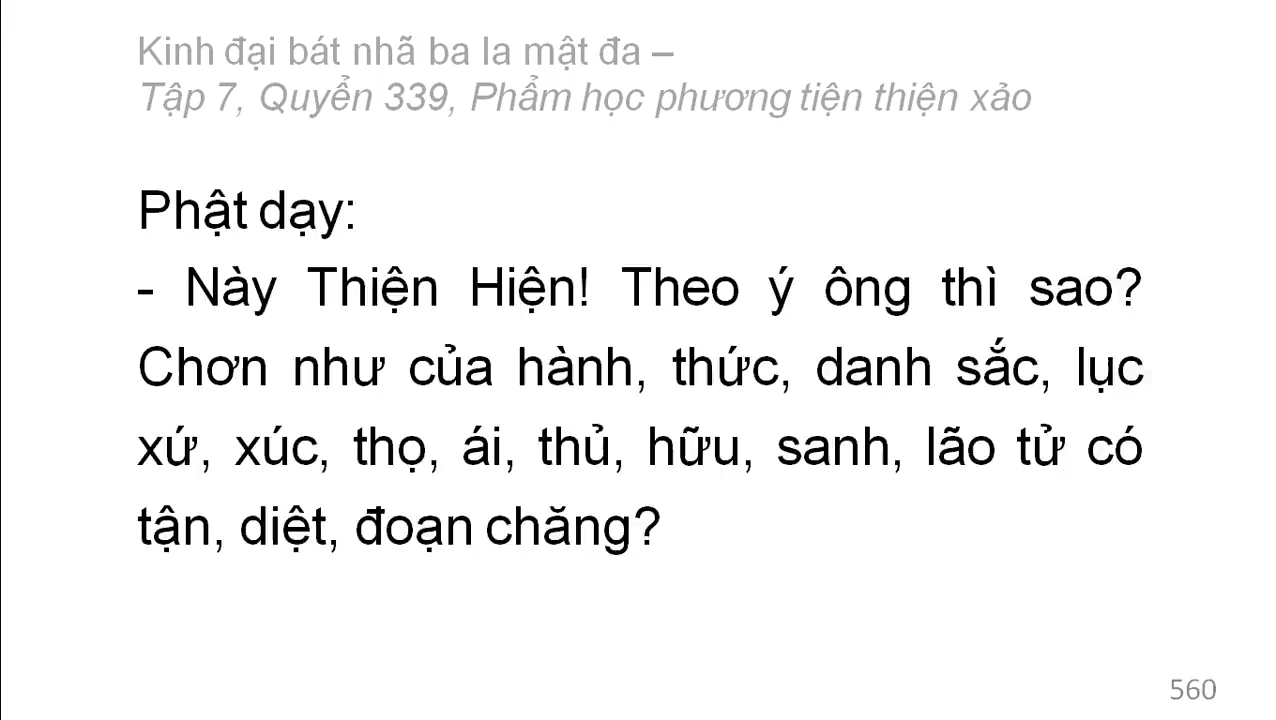 Kinh đại bát nhã ba la mật đa –
Tập 7, Quyển 339, Phẩm học phương tiện thiện xảo
Phật dạy:
- Này Thiện Hiện! Theo ý ông thì sao?
Chơn như của hành, thức, danh sắc, lục
xứ, xúc, thọ, ái, thủ, hữu, sanh, lão tử có
tận, diệt, đoạn chăng?
560